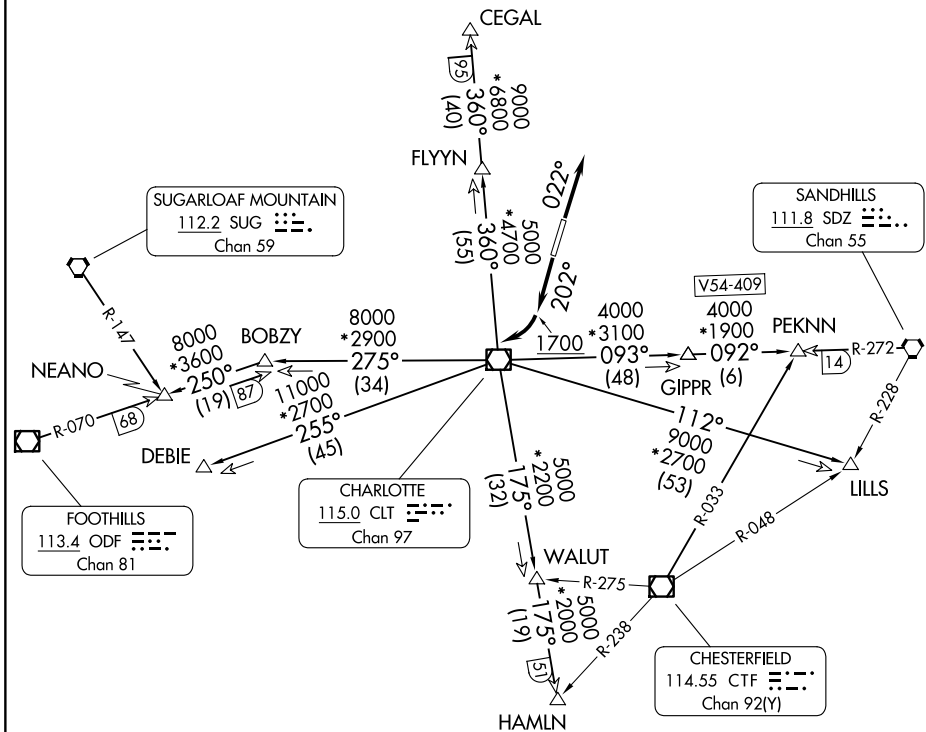 CEGAL
95
360°
(40)
9000
*6800
FLYYN
360°
(55)
5000
*4700
022°
202°
1700
SUGARLOAF MOUNTAIN
112.2 SUG
Chan 59
SANDHILLS
111.8 SDZ
Chan 55
R-147
NEANO
8000
*3600
250°
(19)
87
BOBZY
8000
*2900
275°
(34)
4000
*3100
093°
(48)
GIPPR
V54-409
4000
*1900
092°
(6)
PEKNN
14
R-272
R-228
R-070
68
DEBIE
11000
*2700
255°
(45)
112°
9000
*2700
(53)
LILLS
FOOTHILLS
113.4 ODF
Chan 81
CHARLOTTE
115.0 CLT
Chan 97
5000
*2200
175°
(32)
WALUT
R-275
R-033
R-048
R-238
5000
*2000
175°
(19)
51
HAMLN
CHESTERFIELD
114.55 CTF
Chan 92(Y)